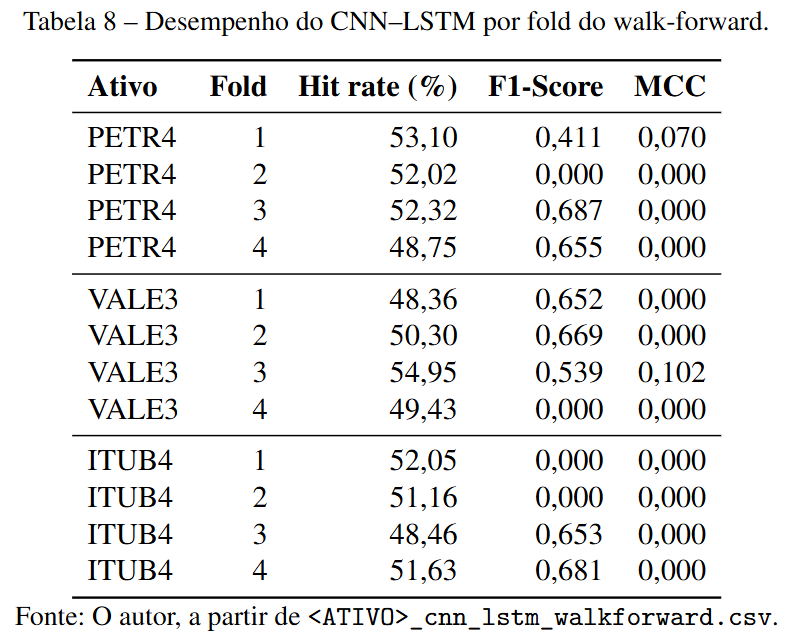 Tabela 8 – Desempenho do CNN–LSTM por fold do walk-forward.
Ativo Fold Hit rate (%) F1-Score MCC
PETR4 1 53,10 0,411 0,070
PETR4 2 52,02 0,000 0,000
PETR4 3 52,32 0,687 0,000
PETR4 4 48,75 0,655 0,000
VALE3 1 48,36 0,652 0,000
VALE3 2 50,30 0,669 0,000
VALE3 3 54,95 0,539 0,102
VALE3 4 49,43 0,000 0,000
ITUB4 1 52,05 0,000 0,000
ITUB4 2 51,16 0,000 0,000
ITUB4 3 48,46 0,653 0,000
ITUB4 4 51,63 0,681 0,000
Fonte: O autor, a partir de <ATIVO>_cnn_lstm_walkforward.csv.